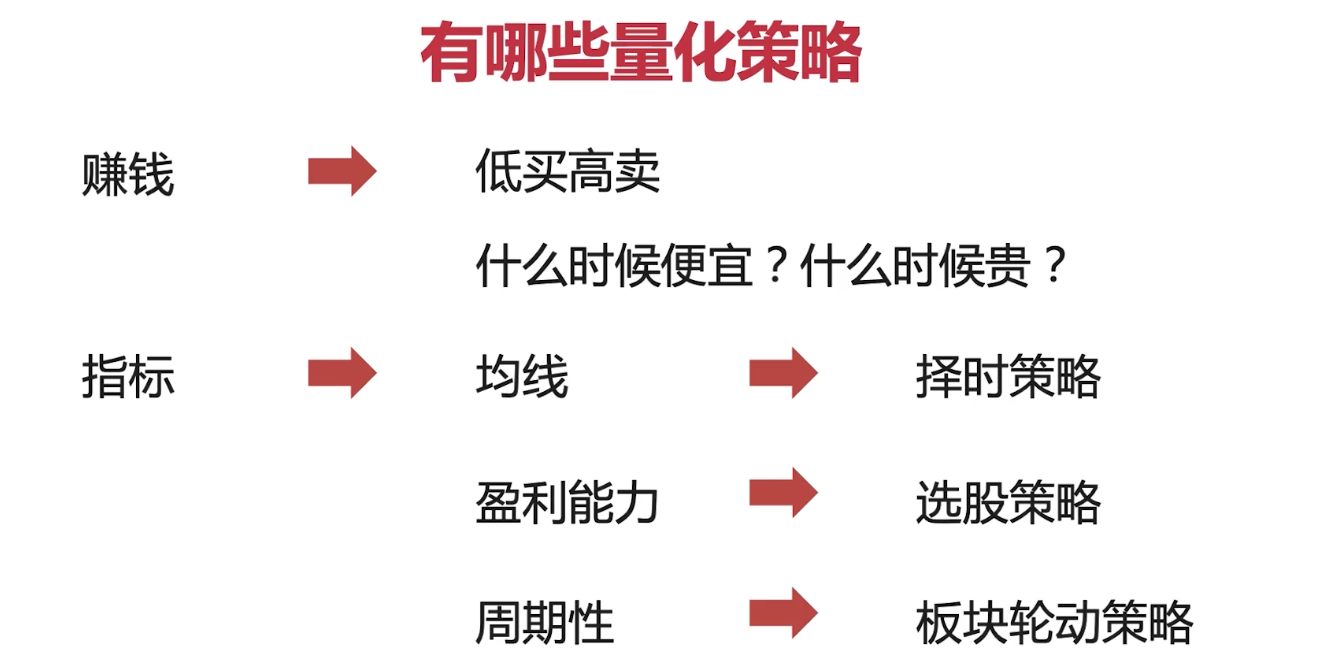 有哪些量化策略
赚钱 低买高卖
什么时候便宜？什么时候贵？
指标 均线 择时策略
盈利能力 选股策略
周期性 板块轮动策略